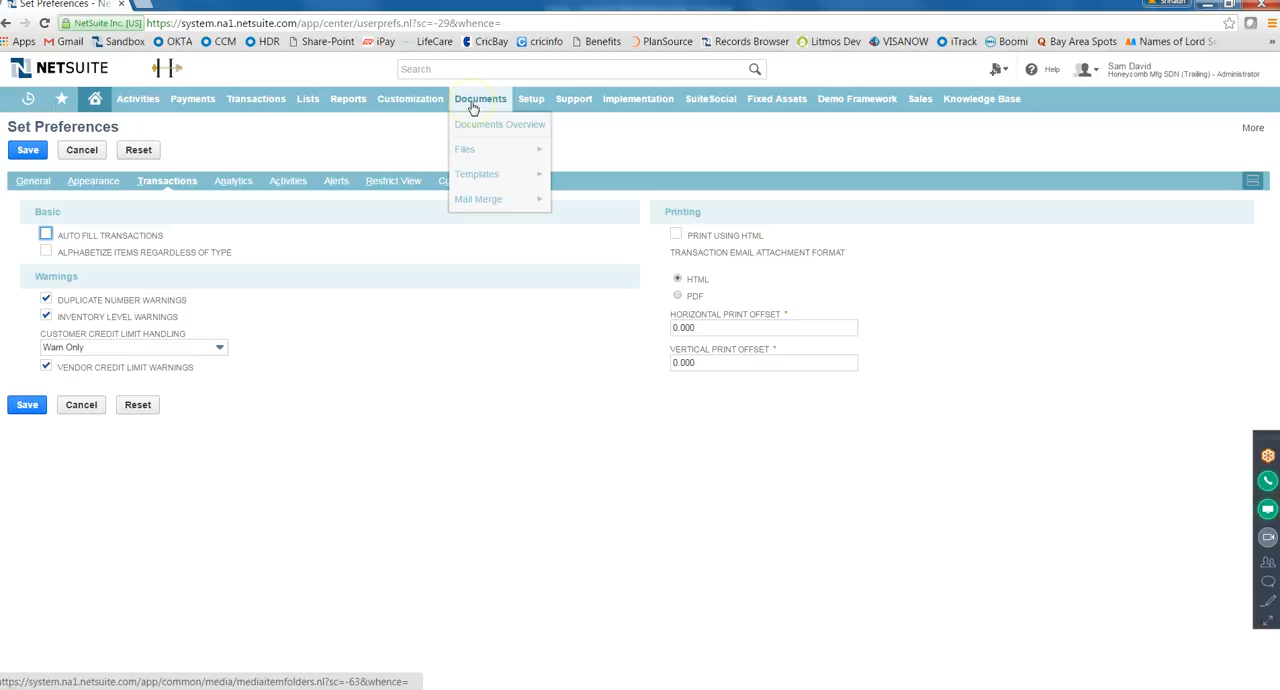 Set Preferences - Ne
NetSuite Inc. [US] https://system.na1.netsuite.com/app/center/userprefs.nl?sc=-29&whence=
Apps Gmail Sandbox OKTA CCM HDR Share-Point iPay LifeCare CricBay cricinfo Benefits PlanSource Records Browser Litmos Dev VISANOW iTrack Boomi Bay Area Spots Names of Lord S »
NETSUITE H Search Help Sam David
Honeycomb Mfg SDN (Trailing) - Administrator
Activities Payments Transactions Lists Reports Customization Documents Setup Support Implementation SuiteSocial Fixed Assets Demo Framework Sales Knowledge Base
Set Preferences More
Documents Overview
Files
Templates
Mail Merge
Save Cancel Reset
General Appearance Transactions Analytics Activities Alerts Restrict View Cu
Basic
AUTO FILL TRANSACTIONS
ALPHABETIZE ITEMS REGARDLESS OF TYPE
Warnings
DUPLICATE NUMBER WARNINGS
INVENTORY LEVEL WARNINGS
CUSTOMER CREDIT LIMIT HANDLING
Warn Only
VENDOR CREDIT LIMIT WARNINGS
Printing
PRINT USING HTML
TRANSACTION EMAIL ATTACHMENT FORMAT
HTML
PDF
HORIZONTAL PRINT OFFSET *
0.000
VERTICAL PRINT OFFSET *
0.000
Save Cancel Reset
https://system.na1.netsuite.com/app/common/media/mediaitemfolders.nl?sc=-63&whence=